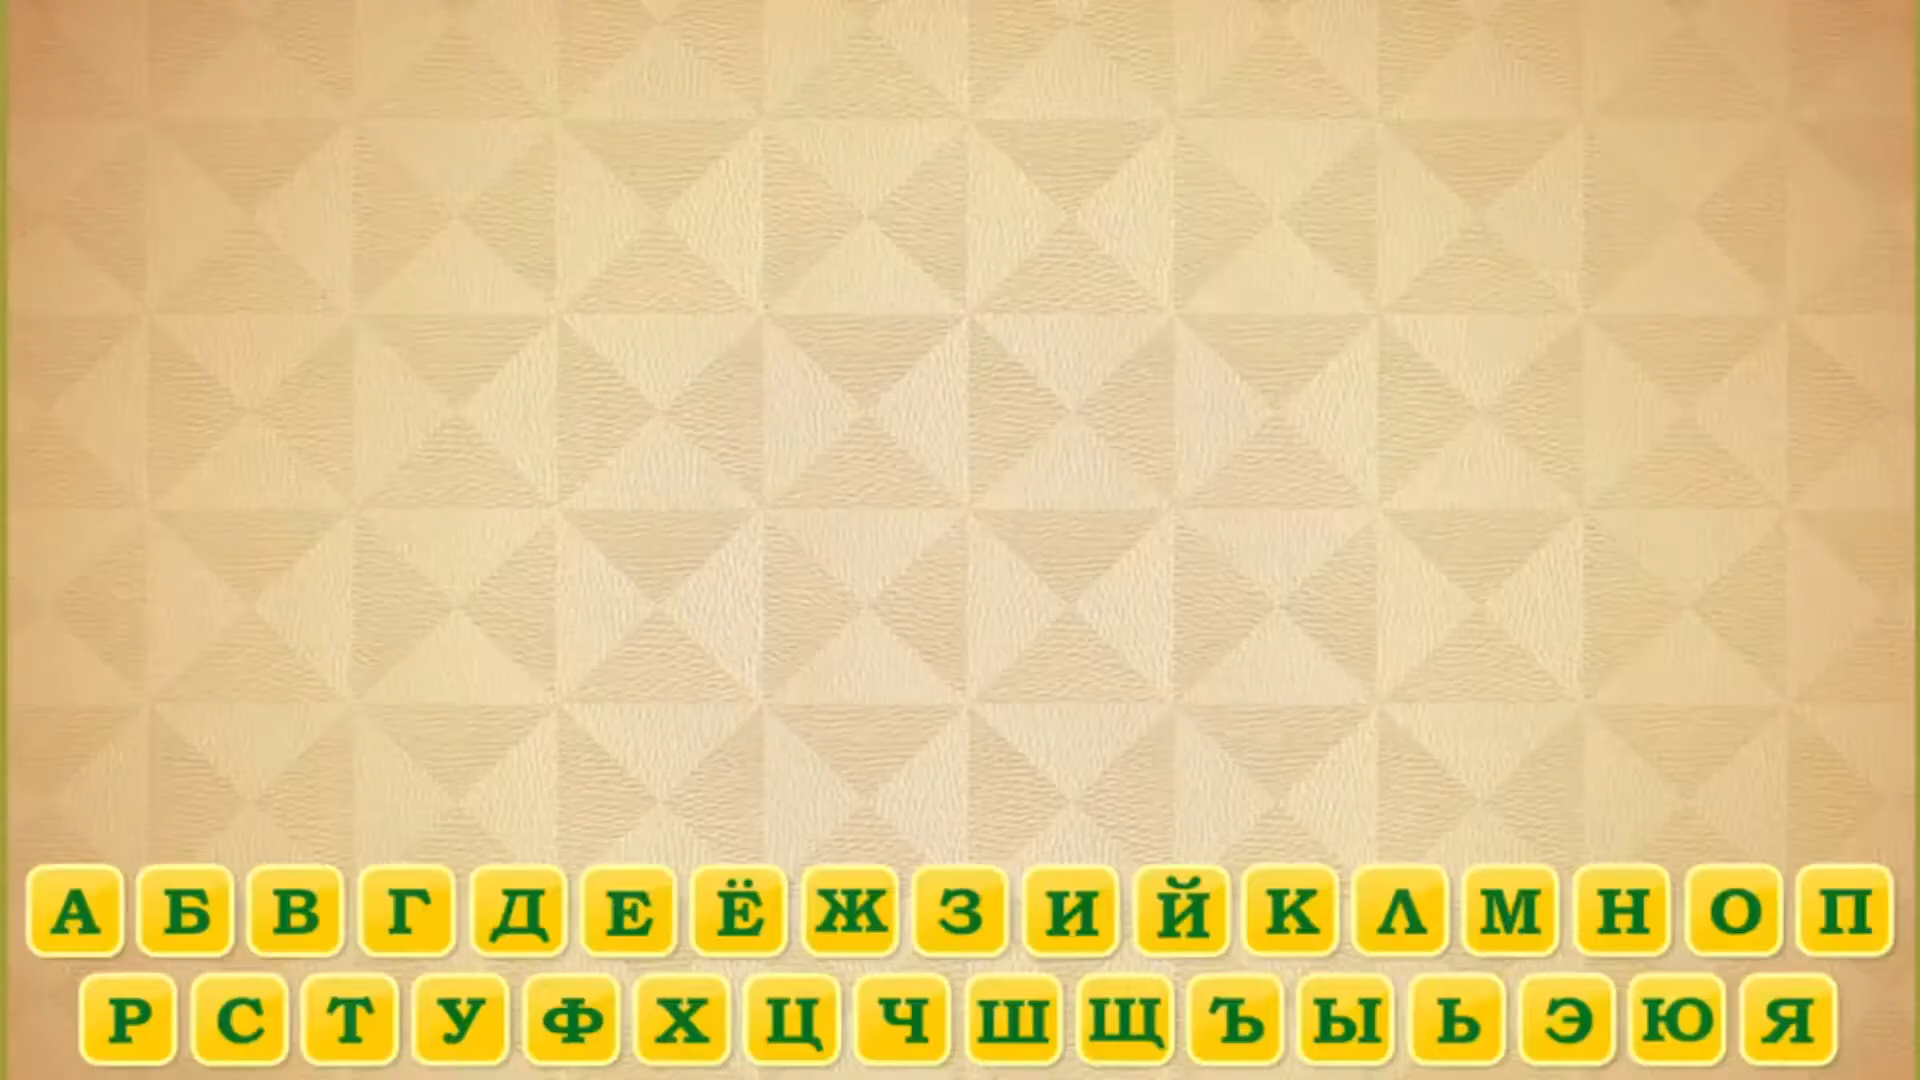 А Б В Г Д Е Ё Ж З И Й К Л М Н О П
Р С Т У Ф Х Ц Ч Ш Щ Ъ Ы Ь Э Ю Я